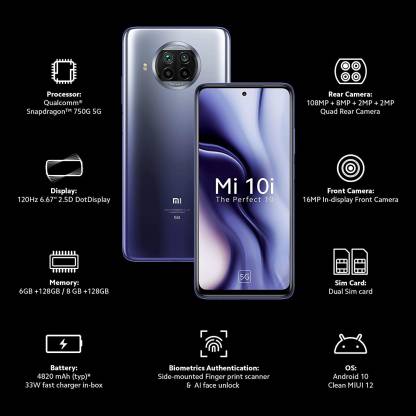 Processor:
Qualcomm®
Snapdragon™ 750G 5G
Display:
120Hz 6.67" 2.5D DotDisplay
Memory:
6GB +128GB / 8 GB +128GB
Battery:
4820 mAh (typ)*
33W fast charger in-box
mi
5G
Mi 10i
The Perfect 10
5G
Biometrics Authentication:
Side-mounted Finger print scanner
& AI face unlock
Rear Camera:
108MP + 8MP + 2MP + 2MP
Quad Rear Camera
Front Camera:
16MP In-display Front Camera
Sim Card:
Dual Sim card
OS:
Android 10
Clean MIUI 12